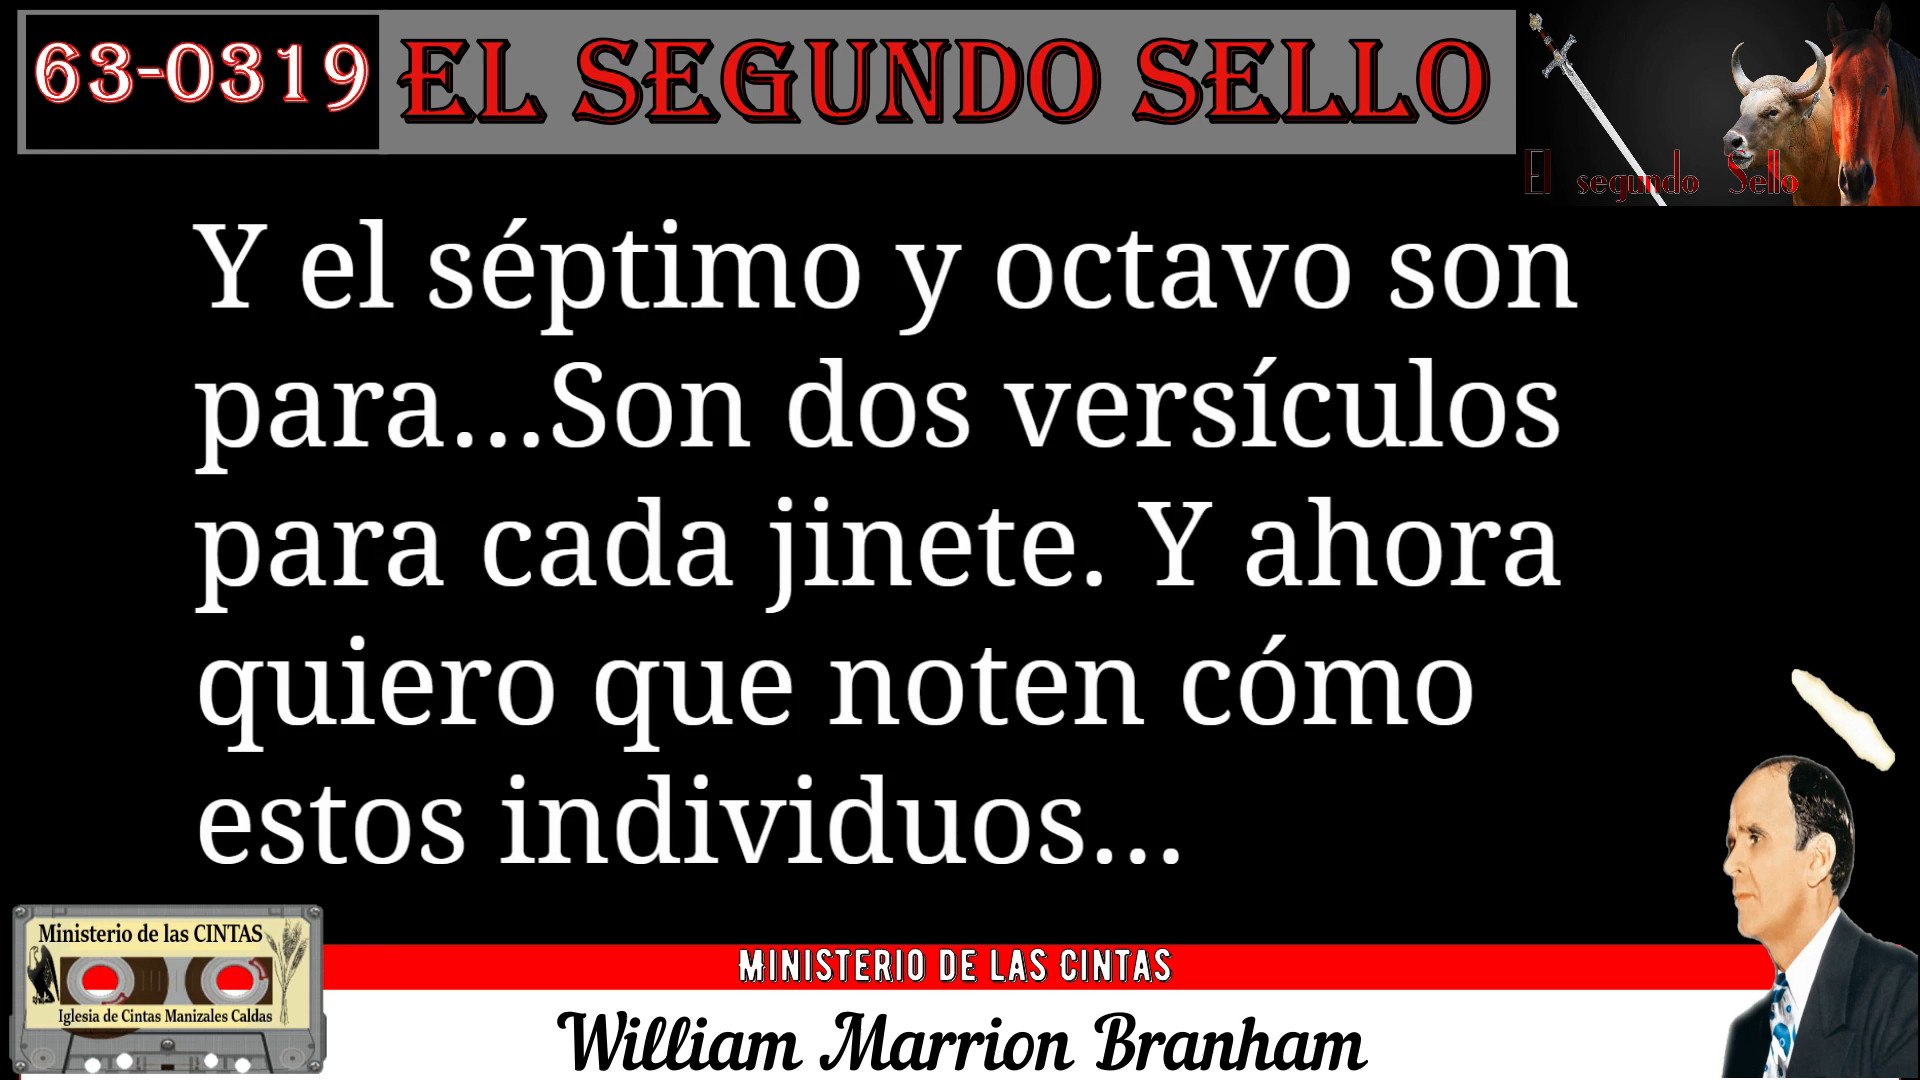 63-0319
EL SEGUNDO SELLO
El segundo Sello
Y el séptimo y octavo son
para...Son dos versículos
para cada jinete. Y ahora
quiero que noten cómo
estos individuos...
Ministerio de las CINTAS
Iglesia de Cintas Manizales Caldas
MINISTERIO DE LAS CINTAS
William Marrion Branham